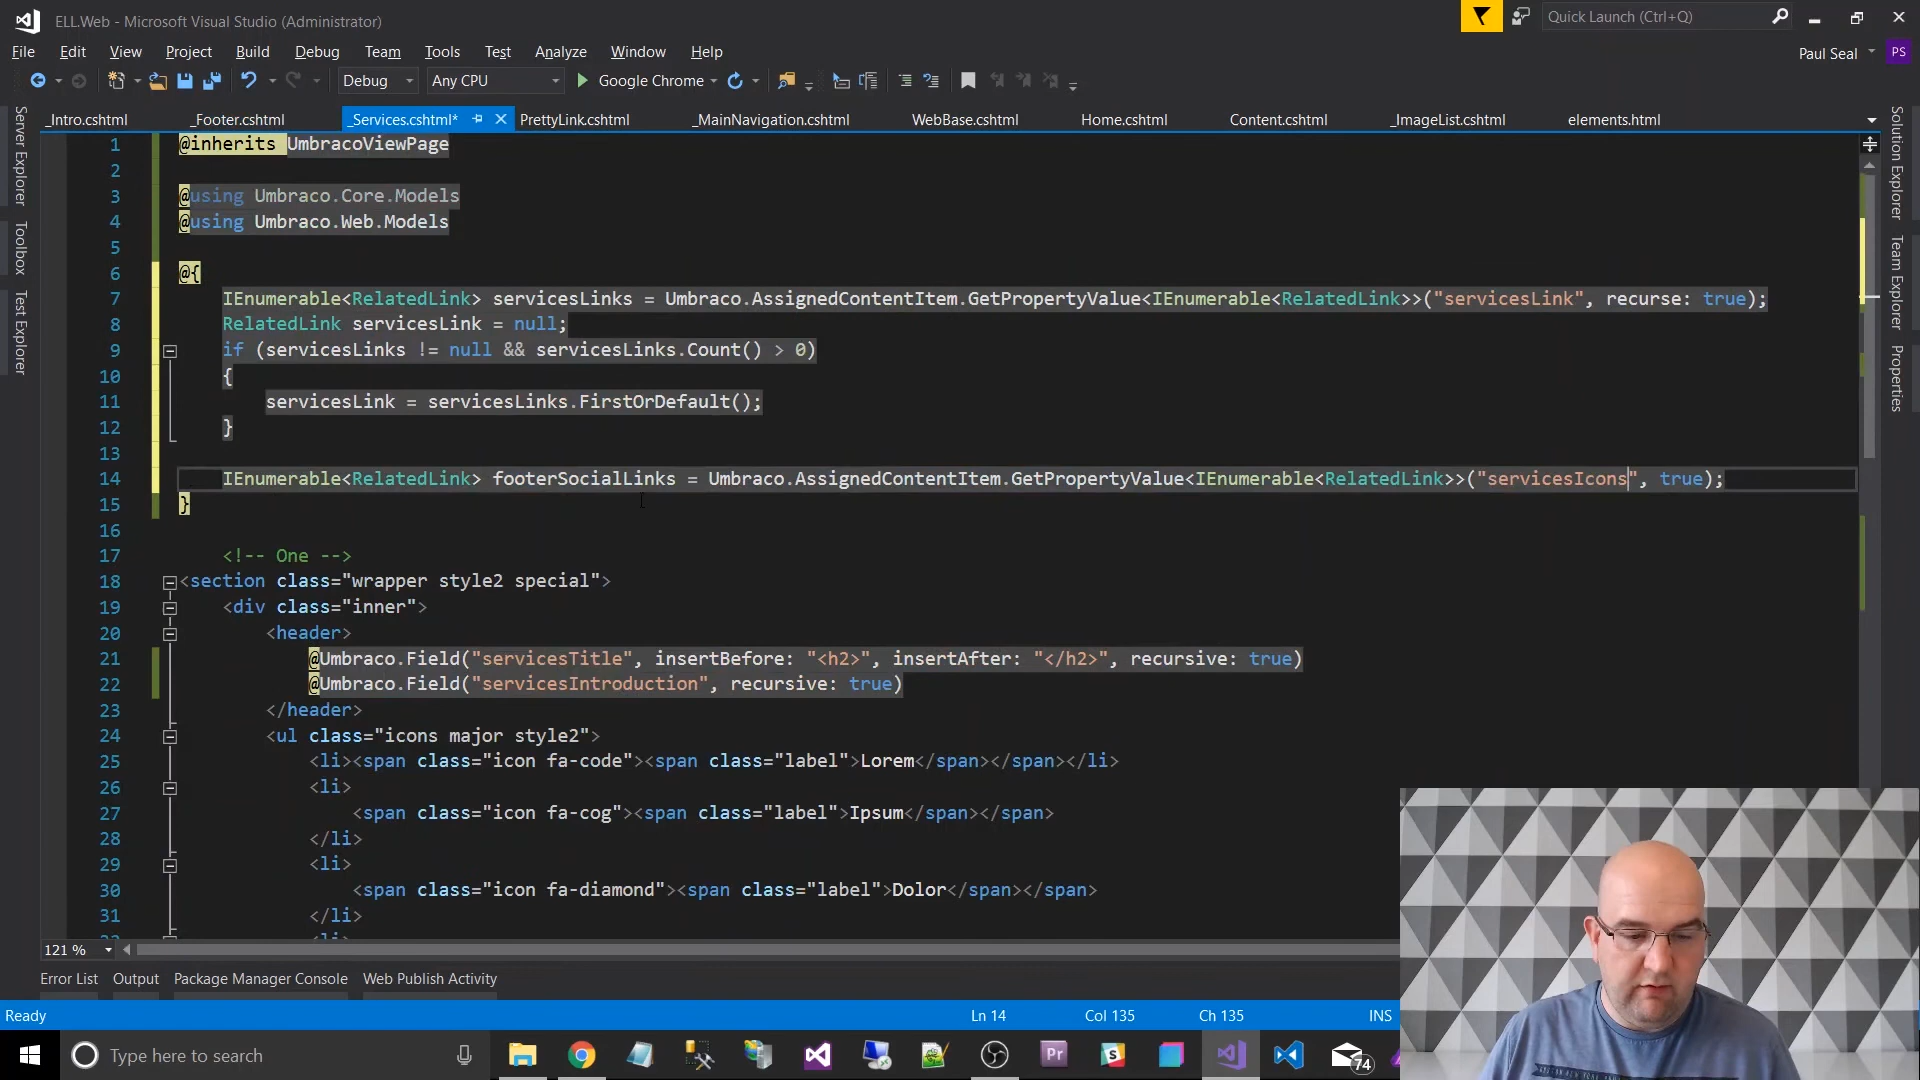 ELL.Web - Microsoft Visual Studio (Administrator)
Quick Launch (Ctrl+Q)
File Edit View Project Build Debug Team Tools Test Analyze Window Help
Paul Seal PS
Debug Any CPU Google Chrome
_Intro.cshtml _Footer.cshtml _Services.cshtml* PrettyLink.cshtml _MainNavigation.cshtml WebBase.cshtml Home.cshtml Content.cshtml _ImageList.cshtml elements.html
Server Explorer
Toolbox
Test Explorer
Solution Explorer
Team Explorer
Properties
1 @inherits UmbracoViewPage
2
3 @using Umbraco.Core.Models
4 @using Umbraco.Web.Models
5
6 @{
7 IEnumerable<RelatedLink> servicesLinks = Umbraco.AssignedContentItem.GetPropertyValue<IEnumerable<RelatedLink>>("servicesLink", recurse: true);
8 RelatedLink servicesLink = null;
9 if (servicesLinks != null && servicesLinks.Count() > 0)
10 {
11 servicesLink = servicesLinks.FirstOrDefault();
12 }
13
14 IEnumerable<RelatedLink> footerSocialLinks = Umbraco.AssignedContentItem.GetPropertyValue<IEnumerable<RelatedLink>>("servicesIcons", true);
15 }
16
17 <!-- One -->
18 <section class="wrapper style2 special">
19 <div class="inner">
20 <header>
21 @Umbraco.Field("servicesTitle", insertBefore: "<h2>", insertAfter: "</h2>", recursive: true)
22 @Umbraco.Field("servicesIntroduction", recursive: true)
23 </header>
24 <ul class="icons major style2">
25 <li><span class="icon fa-code"><span class="label">Lorem</span></span></li>
26 <li>
27 <span class="icon fa-cog"><span class="label">Ipsum</span></span>
28 </li>
29 <li>
30 <span class="icon fa-diamond"><span class="label">Dolor</span></span>
31 </li>
<li>
121 %
Error List Output Package Manager Console Web Publish Activity
Ready Ln 14 Col 135 Ch 135 INS
Type here to search
Pr
74